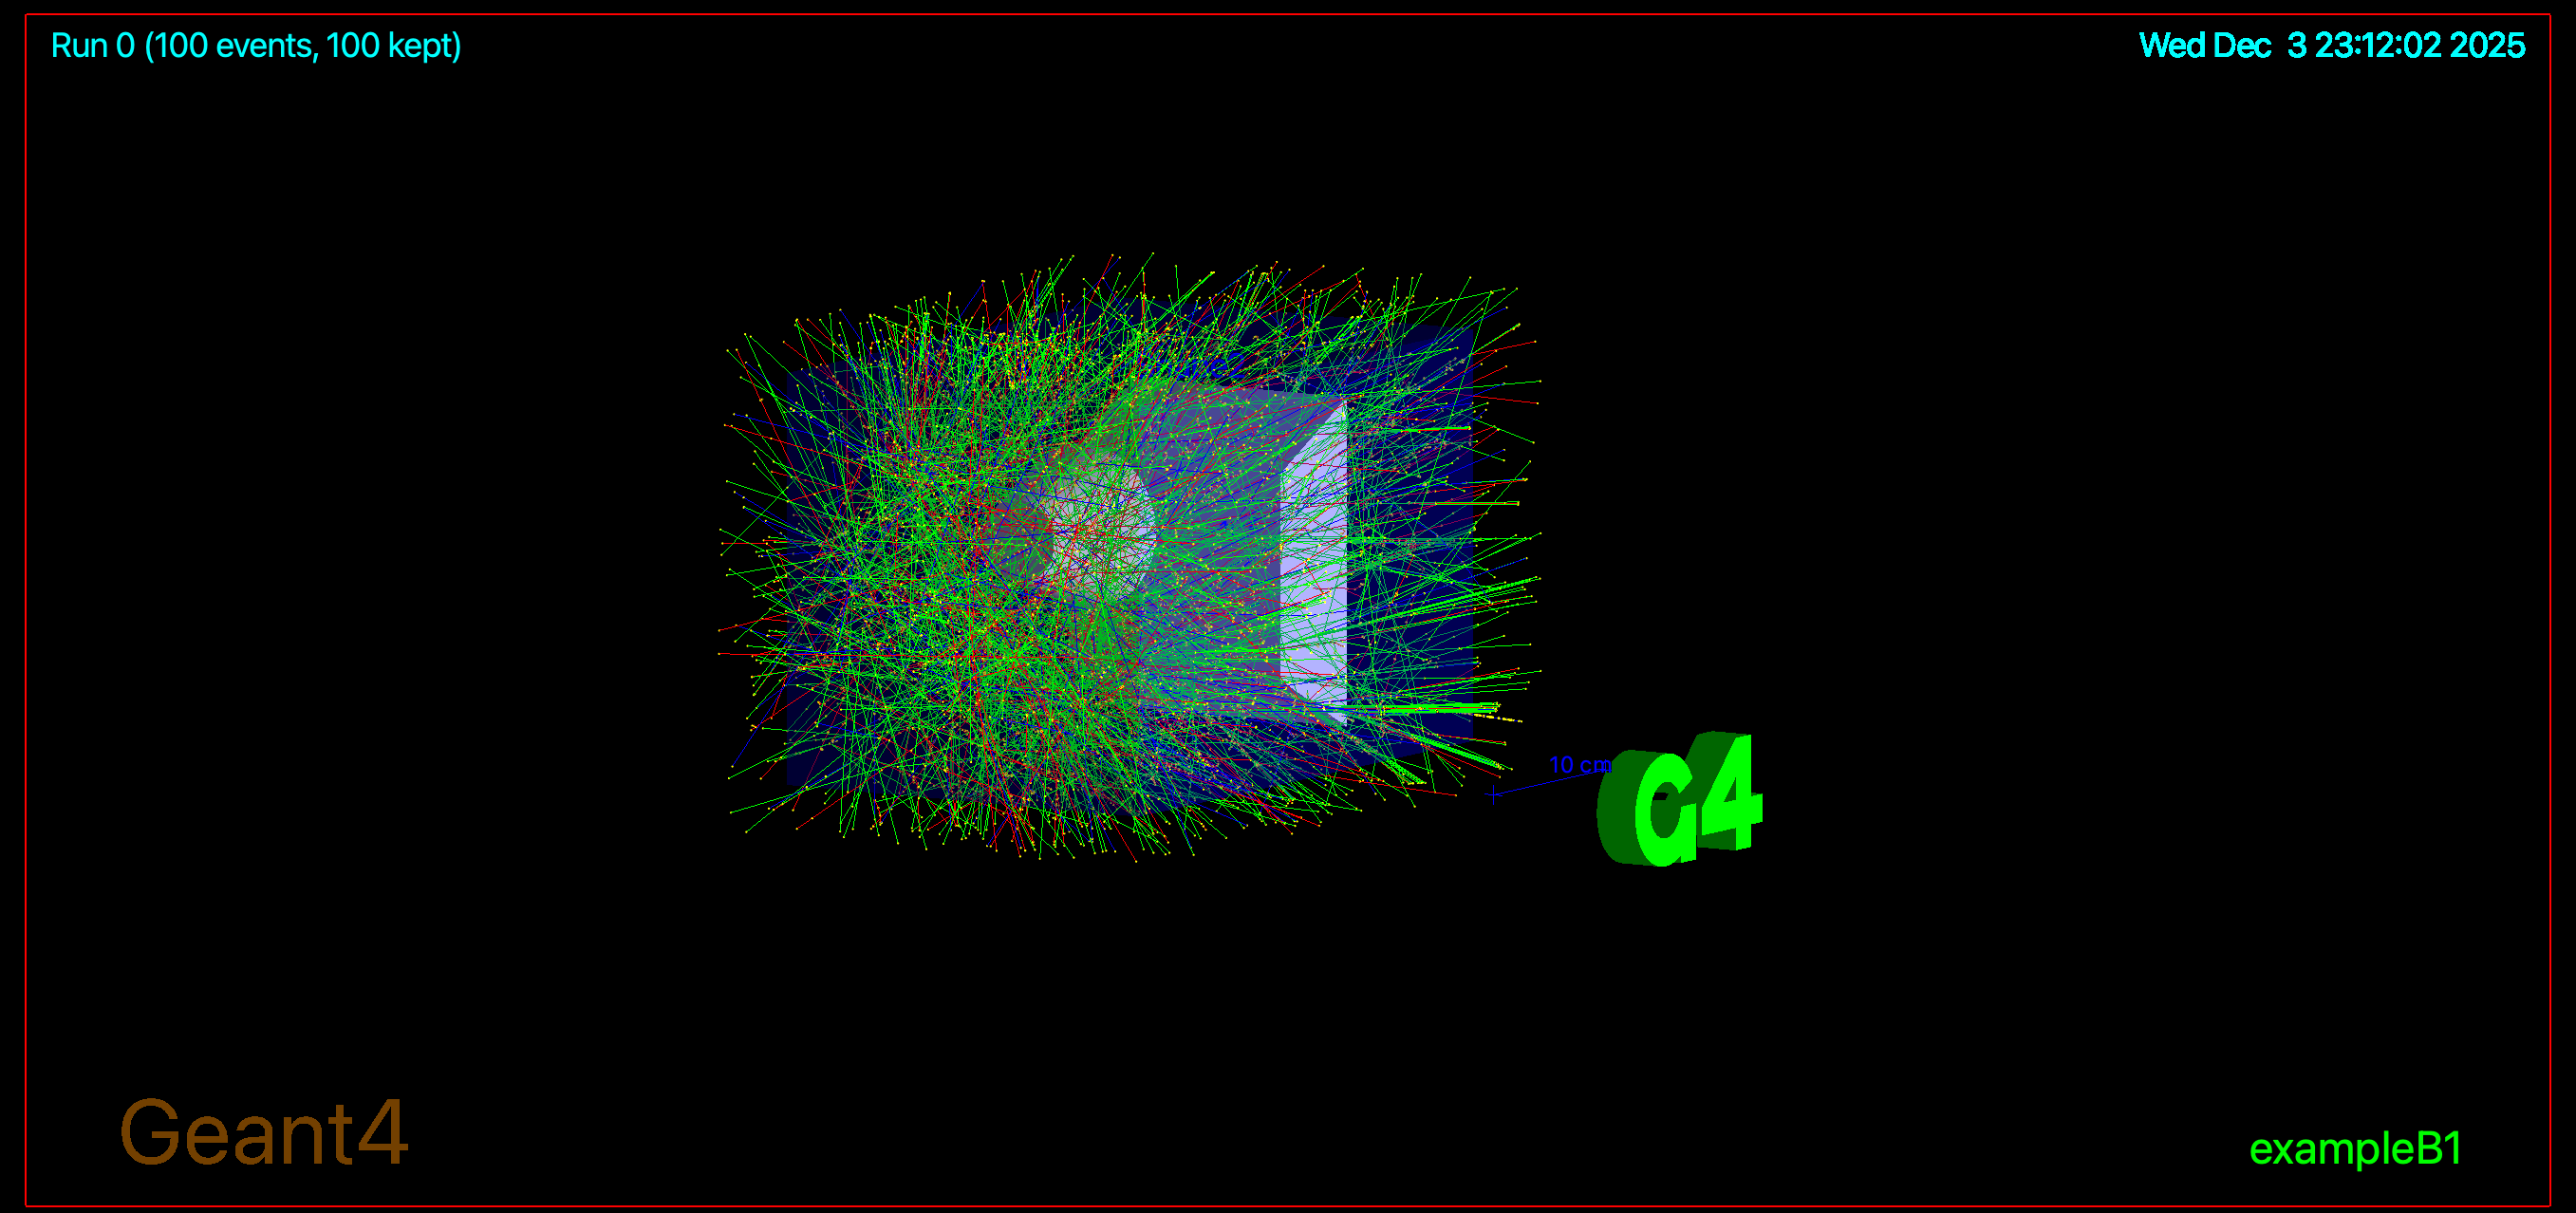 Run 0 (100 events, 100 kept)
Wed Dec  3 23:12:02 2025
10 cm
G4
Geant4
exampleB1